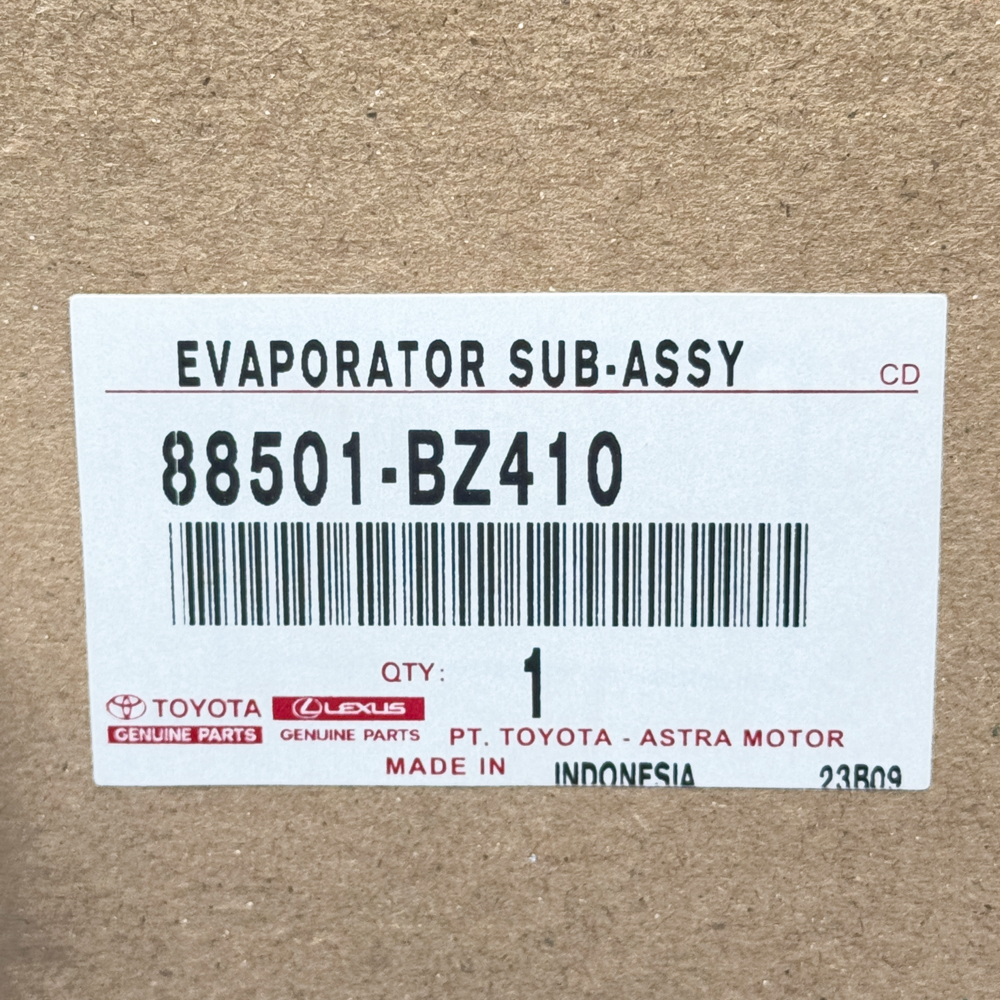 EVAPORATOR SUB-ASSY
CD
88501-BZ410
QTY: 1
TOYOTA LEXUS
GENUINE PARTS GENUINE PARTS PT. TOYOTA - ASTRA MOTOR
MADE IN INDONESIA 23B09